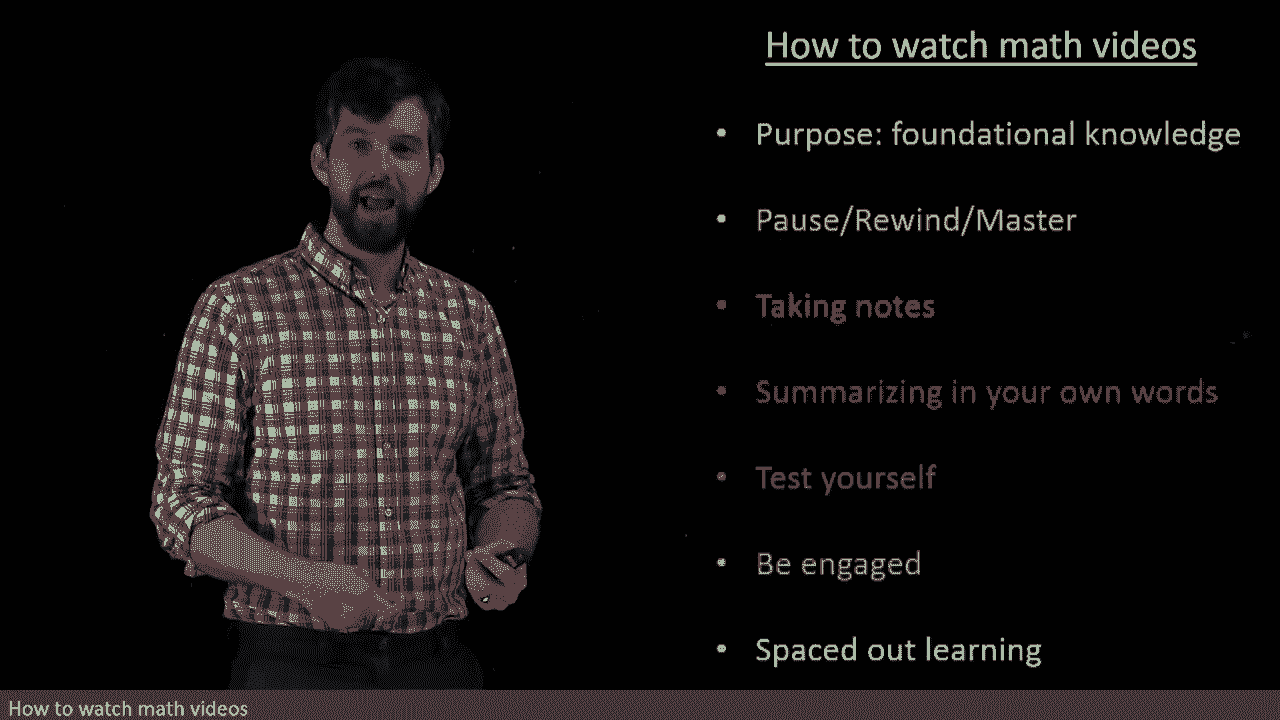 How to watch math videos
• Purpose: foundational knowledge
• Pause/Rewind/Master
• Taking notes
• Summarizing in your own words
• Test yourself
• Be engaged
• Spaced out learning
How to watch math videos